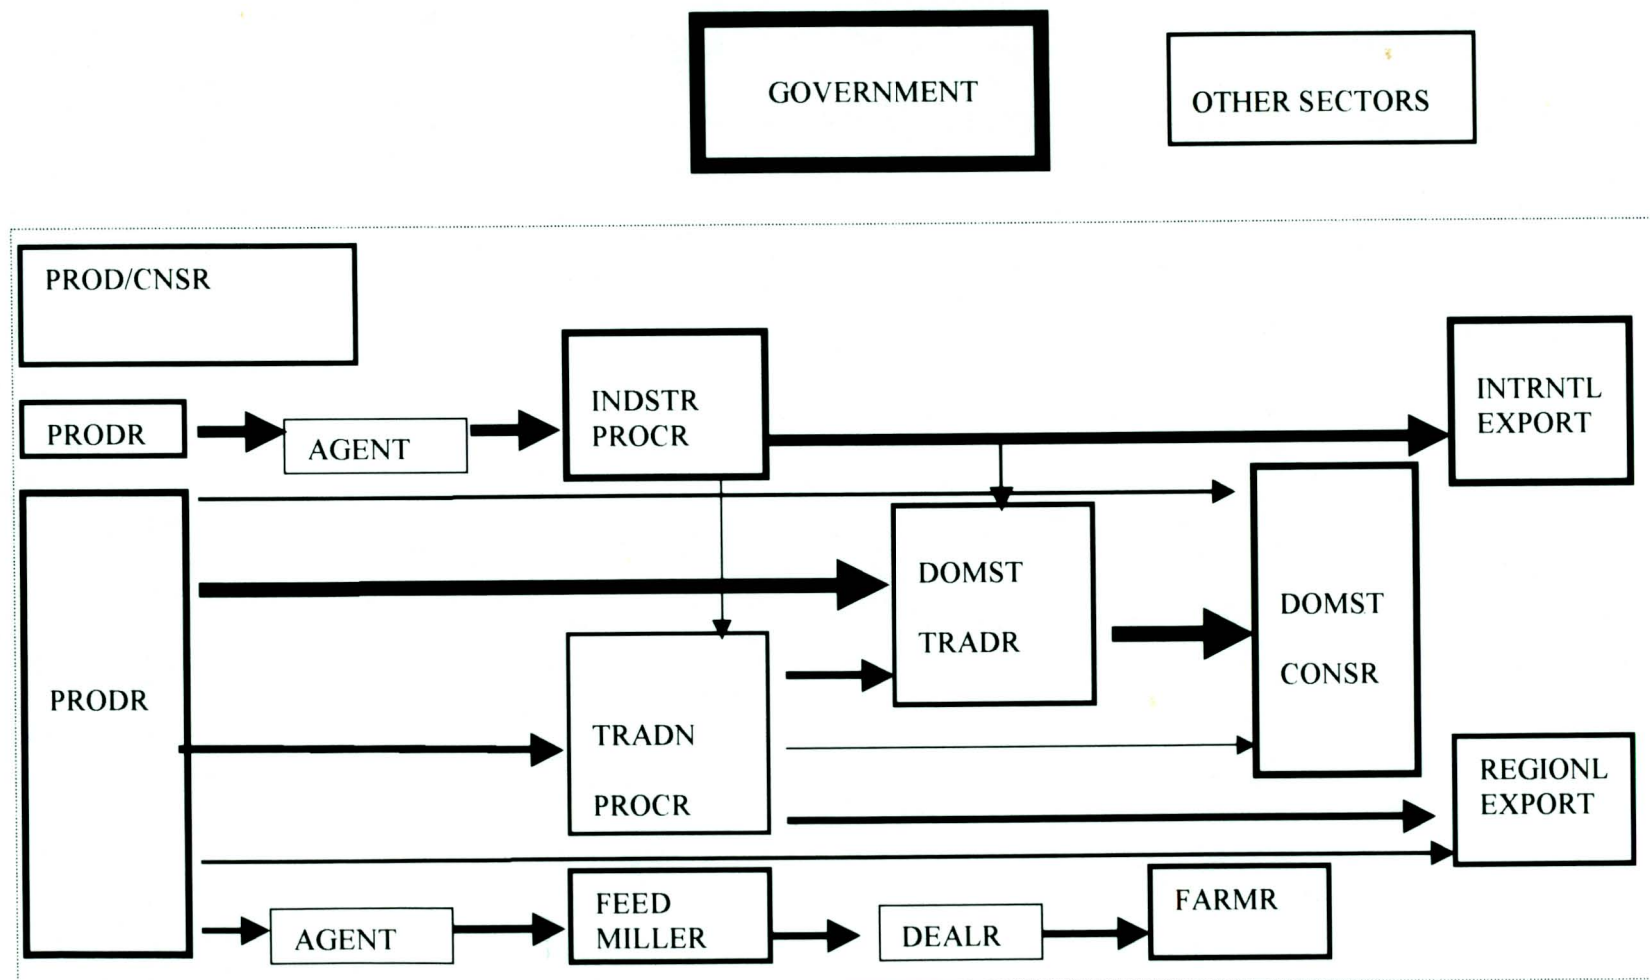 GOVERNMENT
OTHER SECTORS
PROD/CNSR
INDSTR
PROCR
INTRNTL
EXPORT
PRODR
AGENT
DOMST
TRADR
DOMST
CONSR
PRODR
TRADN
PROCR
REGIONL
EXPORT
AGENT
FEED
MILLER
DEALR
FARMR